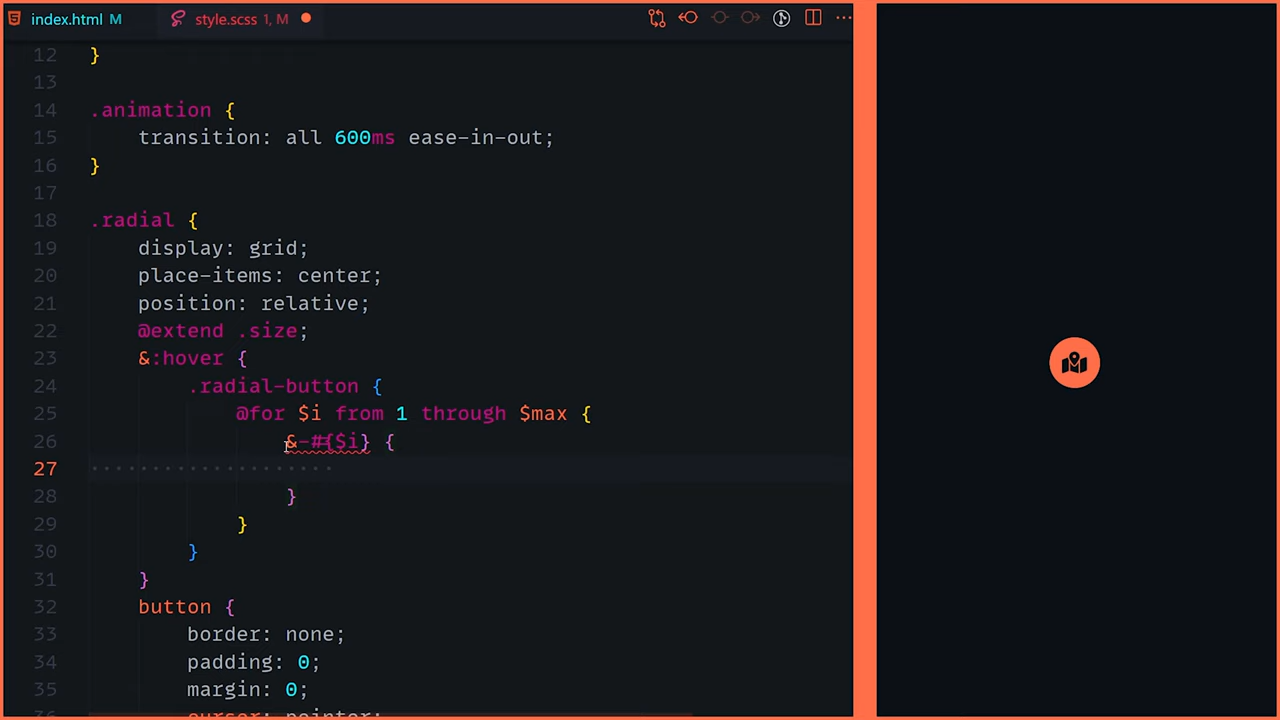 index.html M style.scss 1, M
12 }
13
14 .animation {
15 transition: all 600ms ease-in-out;
16 }
17
18 .radial {
19 display: grid;
20 place-items: center;
21 position: relative;
22 @extend .size;
23 &:hover {
24 .radial-button {
25 @for $i from 1 through $max {
26 &-#{$i} {
27
28 }
29 }
30 }
31 }
32 button {
33 border: none;
34 padding: 0;
35 margin: 0;
36 cursor: pointer;